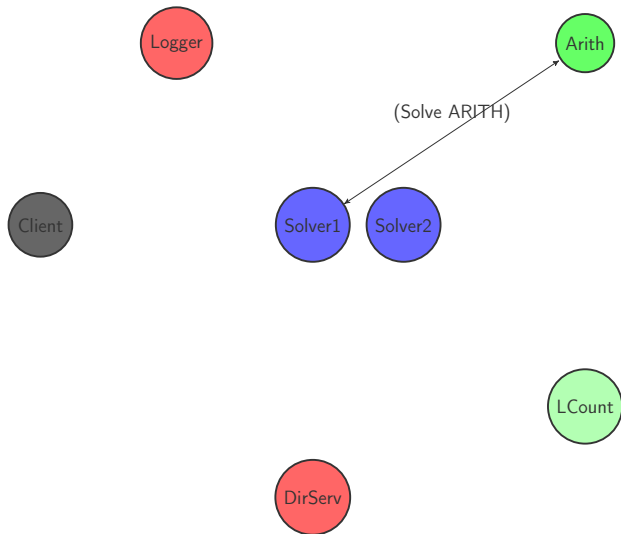 Logger
Arith
(Solve ARITH)
Client
Solver1
Solver2
LCount
DirServ